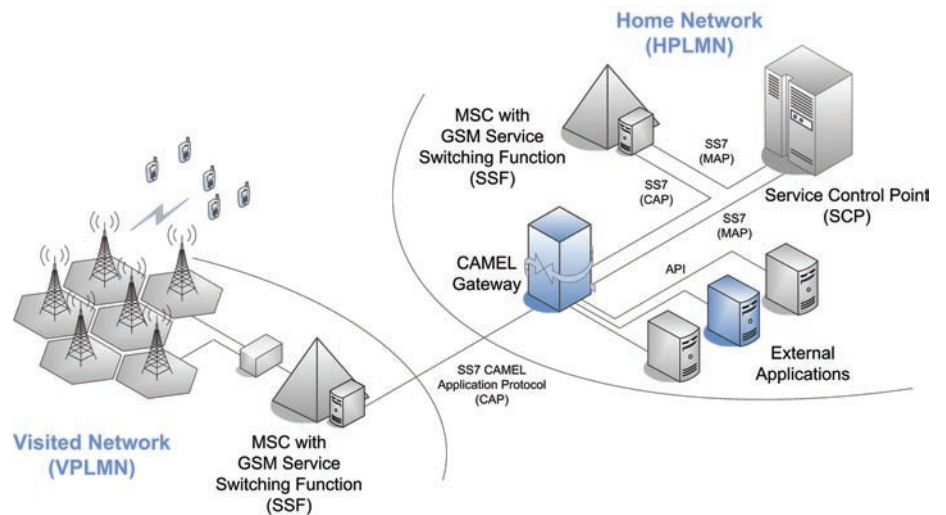 Home Network
(HPLMN)
MSC with
GSM Service
Switching Function
(SSF)
SS7
(MAP)
SS7
(CAP)
Service Control Point
(SCP)
SS7
(MAP)
CAMEL
Gateway
API
External
Applications
SS7 CAMEL
Application Protocol
(CAP)
Visited Network
(VPLMN)
MSC with
GSM Service
Switching Function
(SSF)